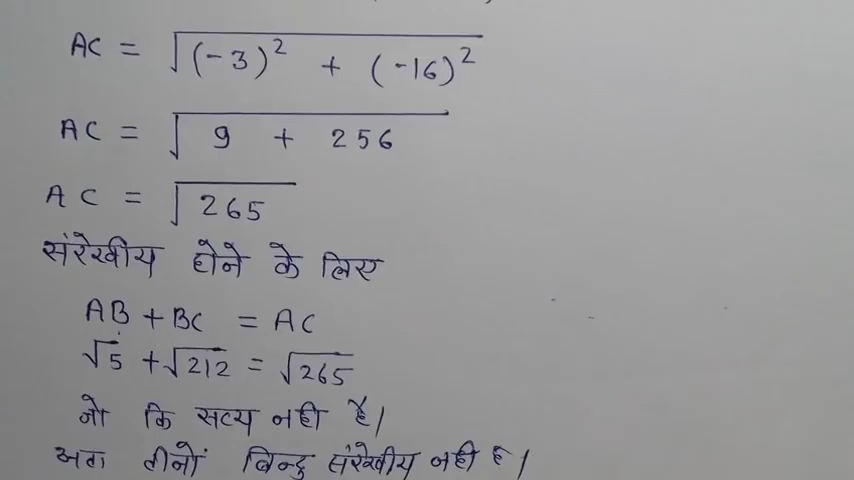 AC = √(-3)² + (-16)²
AC = √9 + 256
AC = √265
संरेखीय होने के लिए
AB + BC = AC
√5 + √212 = √265
जो कि सत्य नही है।
अतः तीनों बिन्दु संरेखीय नही है।